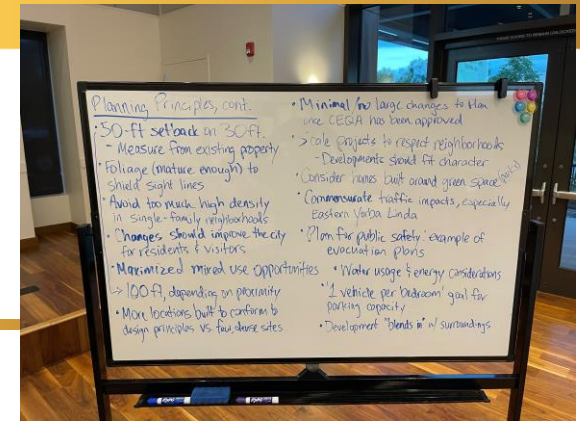 Planning Principles, cont.
• 50-ft setback on 30-ft.
- Measure from existing property
• Foliage (mature enough) to
shield sight lines
• Avoid too much high density
in single-family neighborhoods
• Changes should improve the city
for residents & visitors
• Maximized mixed use opportunities
→ 100ft, depending on proximity
• More locations built to conform to
design principles vs. few, dense sites
• Minimal/no large changes to plan
once CEQA has been approved
• Scale projects to respect neighborhoods
- Developments should fit character
• Consider homes built around green space
• Commensurate traffic impacts, especially
Eastern Yorba Linda
• Plan for public safety: example of
evacuation plans
• Water usage & energy considerations
• '1 vehicle per bedroom' goal for
parking capacity
• Development "blends in" w/ surroundings
EXPO
EXPO